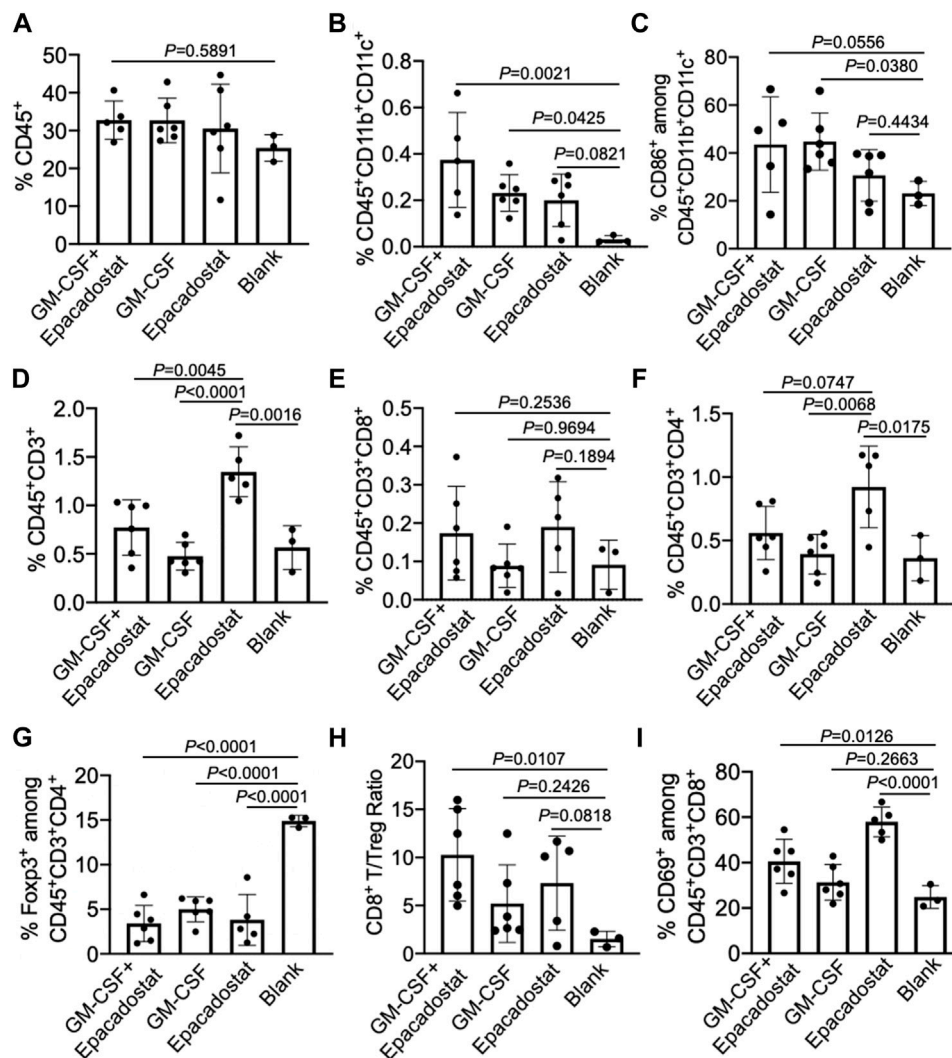 A
% CD45+
P=0.5891
50
40
30
20
10
0
GM-CSF+
Epacadostat
GM-CSF
Epacadostat
Blank
B
% CD45+CD11b+CD11c+
P=0.0021
P=0.0425
P=0.0821
0.8
0.6
0.4
0.2
0.0
GM-CSF+
Epacadostat
GM-CSF
Epacadostat
Blank
C
% CD86+ among
CD45+CD11b+CD11c+
P=0.0556
P=0.0380
P=0.4434
80
60
40
20
0
GM-CSF+
Epacadostat
GM-CSF
Epacadostat
Blank
D
% CD45+CD3+
P=0.0045
P<0.0001
P=0.0016
2.0
1.5
1.0
0.5
0.0
GM-CSF+
Epacadostat
GM-CSF
Epacadostat
Blank
E
% CD45+CD3+CD8+
P=0.2536
P=0.9694
P=0.1894
0.5
0.4
0.3
0.2
0.1
0.0
GM-CSF+
Epacadostat
GM-CSF
Epacadostat
Blank
F
% CD45+CD3+CD4+
P=0.0747
P=0.0068
P=0.0175
1.5
1.0
0.5
0.0
GM-CSF+
Epacadostat
GM-CSF
Epacadostat
Blank
G
% Foxp3+ among
CD45+CD3+CD4+
P<0.0001
P<0.0001
P<0.0001
20
15
10
5
0
GM-CSF+
Epacadostat
GM-CSF
Epacadostat
Blank
H
CD8+ T/Treg Ratio
P=0.0107
P=0.2426
P=0.0818
20
15
10
5
0
GM-CSF+
Epacadostat
GM-CSF
Epacadostat
Blank
I
% CD69+ among
CD45+CD3+CD8+
P=0.0126
P=0.2663
P<0.0001
80
60
40
20
0
GM-CSF+
Epacadostat
GM-CSF
Epacadostat
Blank